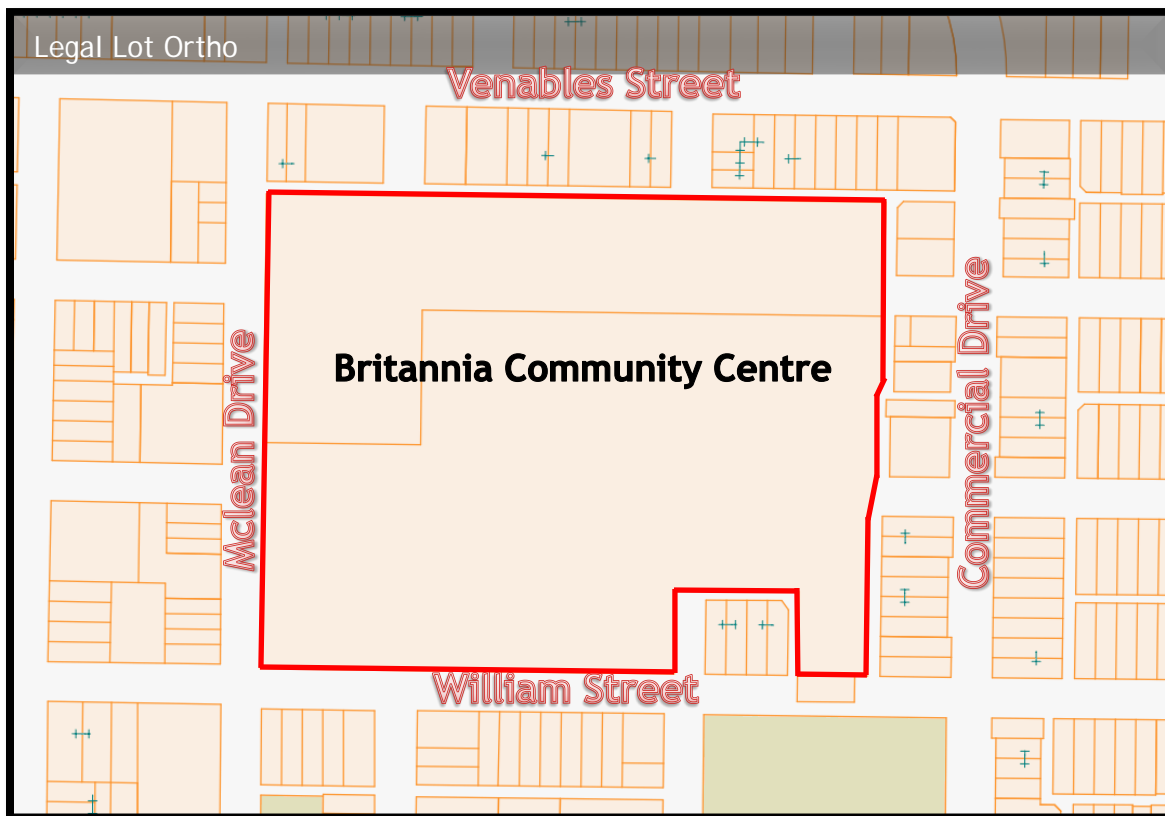 Legal Lot Ortho
Venables Street
Mclean Drive
Britannia Community Centre
Commercial Drive
William Street